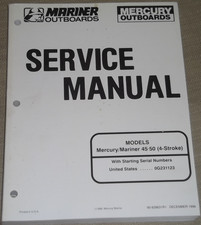 MARINER
OUTBOARDS
MERCURY
OUTBOARDS
SERVICE
MANUAL
MODELS
Mercury/Mariner 45·50 (4-Stroke)
With Starting Serial Numbers
United States ........ 0G231123